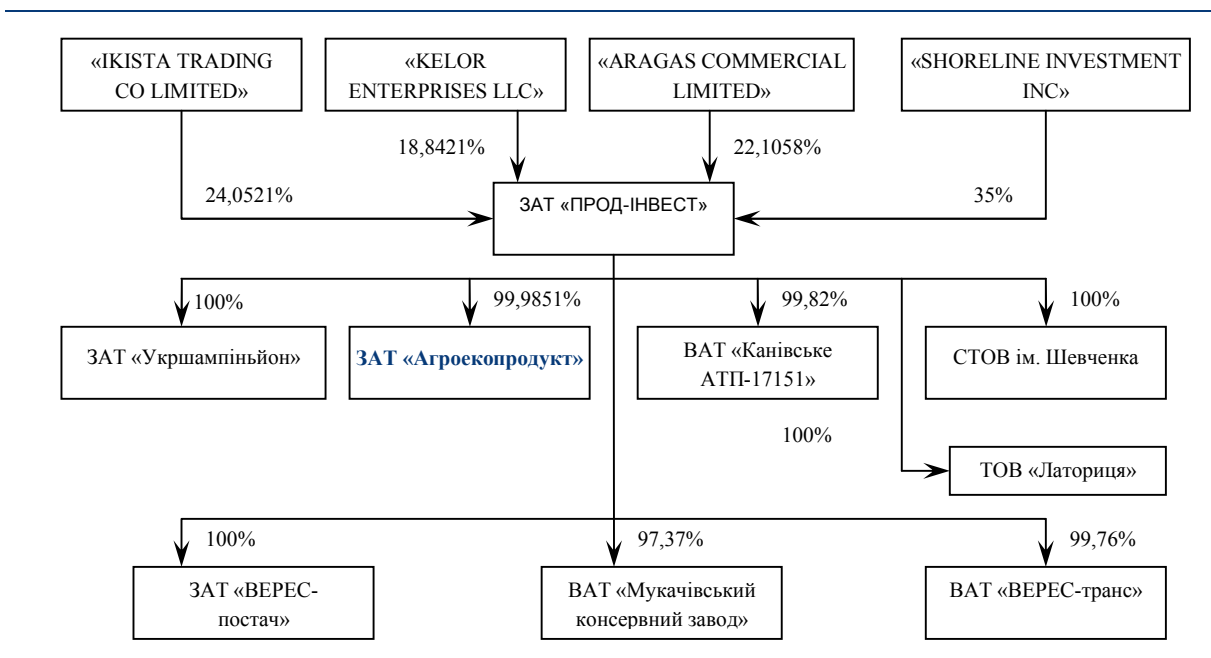 «IKISTA TRADING
CO LIMITED»
«KELOR
ENTERPRISES LLC»
«ARAGAS COMMERCIAL
LIMITED»
«SHORELINE INVESTMENT
INC»
18,8421%
22,1058%
24,0521%
35%
ЗАТ «ПРОД-ІНВЕСТ»
100%
99,9851%
99,82%
100%
ЗАТ «Укршампіньйон»
ЗАТ «Агроекопродукт»
ВАТ «Канівське
АТП-17151»
СТОВ ім. Шевченка
100%
ТОВ «Латориця»
100%
97,37%
99,76%
ЗАТ «ВЕРЕС-
постач»
ВАТ «Мукачівський
консервний завод»
ВАТ «ВЕРЕС-транс»